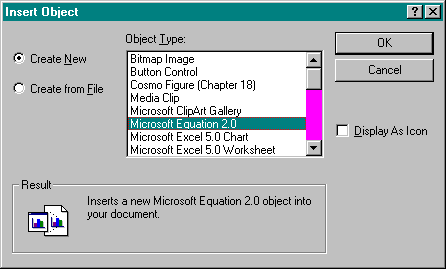 Insert Object
Object Type:
Create New
Create from File
Bitmap Image
Button Control
Cosmo Figure (Chapter 18)
Media Clip
Microsoft ClipArt Gallery
Microsoft Equation 2.0
Microsoft Excel 5.0 Chart
Microsoft Excel 5.0 Worksheet
OK
Cancel
Display As Icon
Result
Inserts a new Microsoft Equation 2.0 object into
your document.